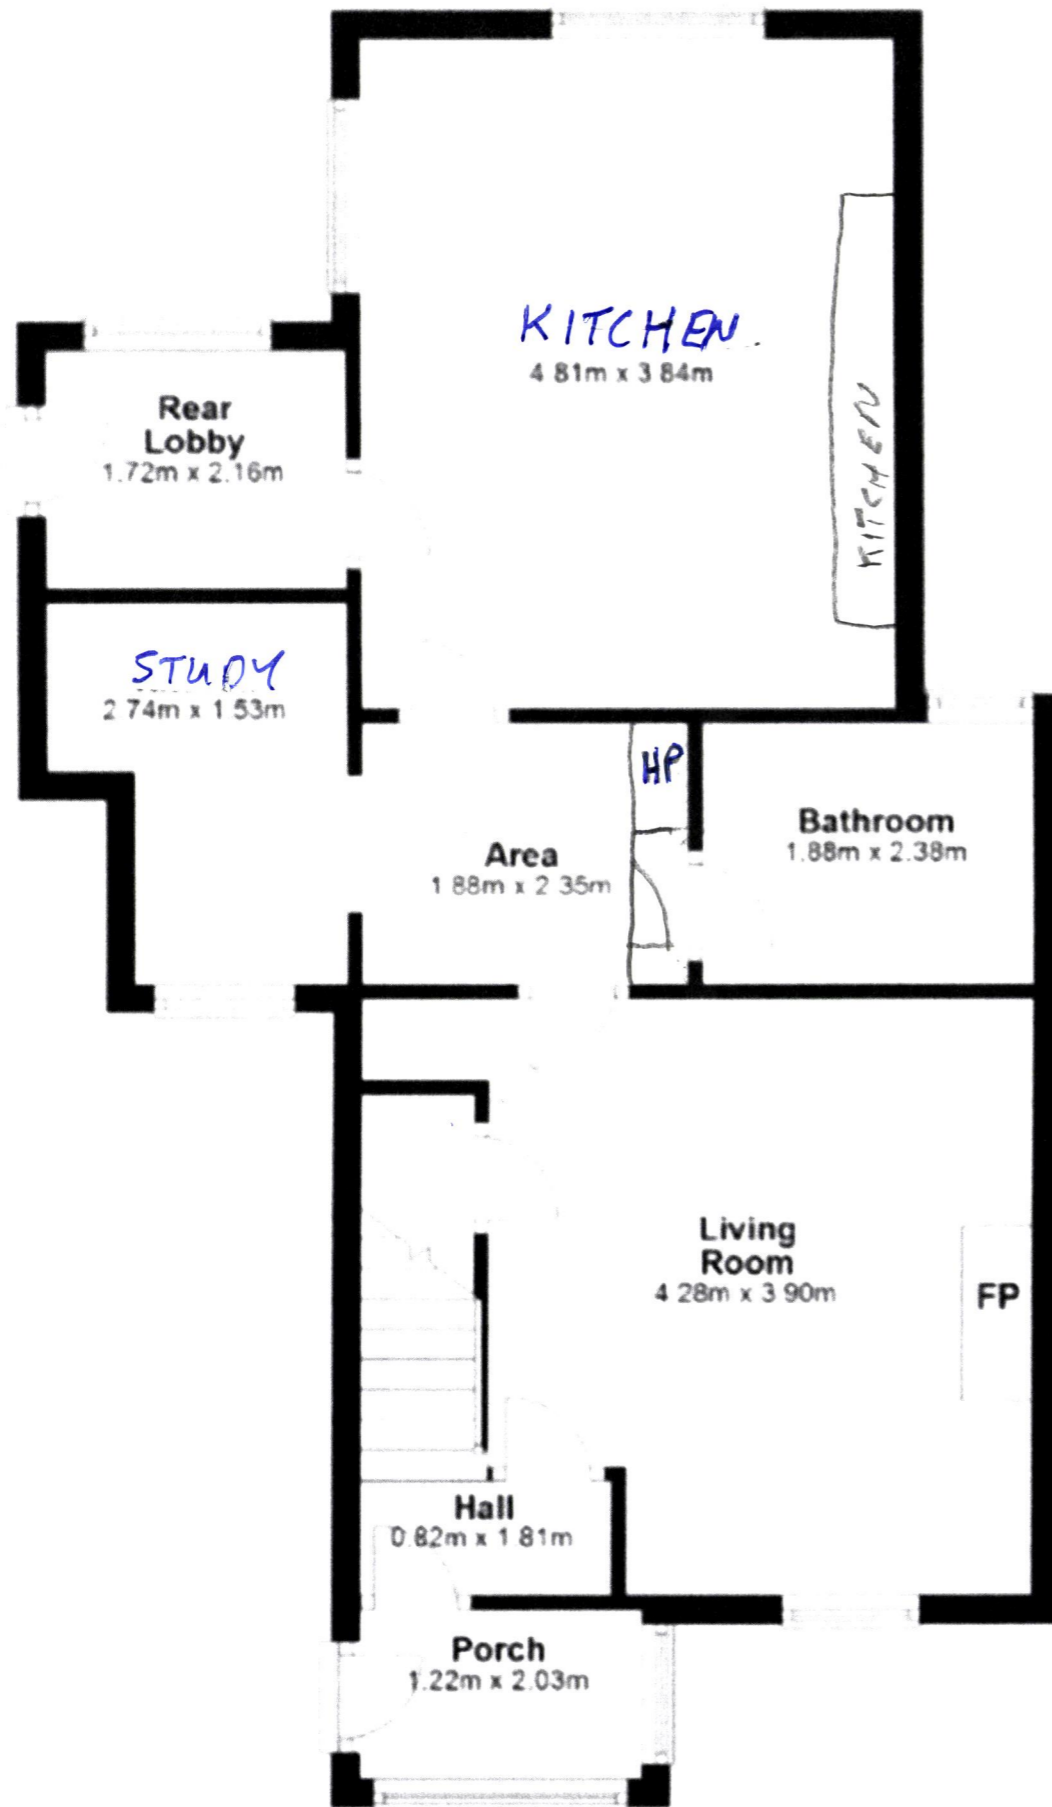 KITCHEN
4.81m x 3.84m
KITCHEN
Rear
Lobby
1.72m x 2.16m
STUDY
2.74m x 1.53m
HP
Bathroom
1.88m x 2.38m
Area
1.88m x 2.35m
Living
Room
4.28m x 3.90m
FP
Hall
0.82m x 1.81m
Porch
1.22m x 2.03m